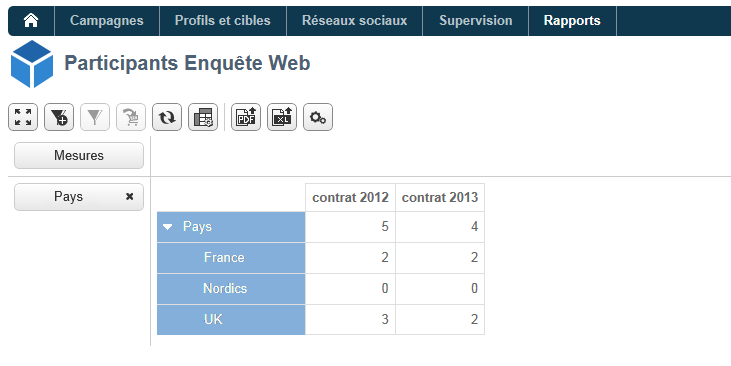 Campagnes Profils et cibles Réseaux sociaux Supervision Rapports
Participants Enquête Web
PDF XL
Mesures
Pays
contrat 2012 contrat 2013
Pays 5 4
France 2 2
Nordics 0 0
UK 3 2